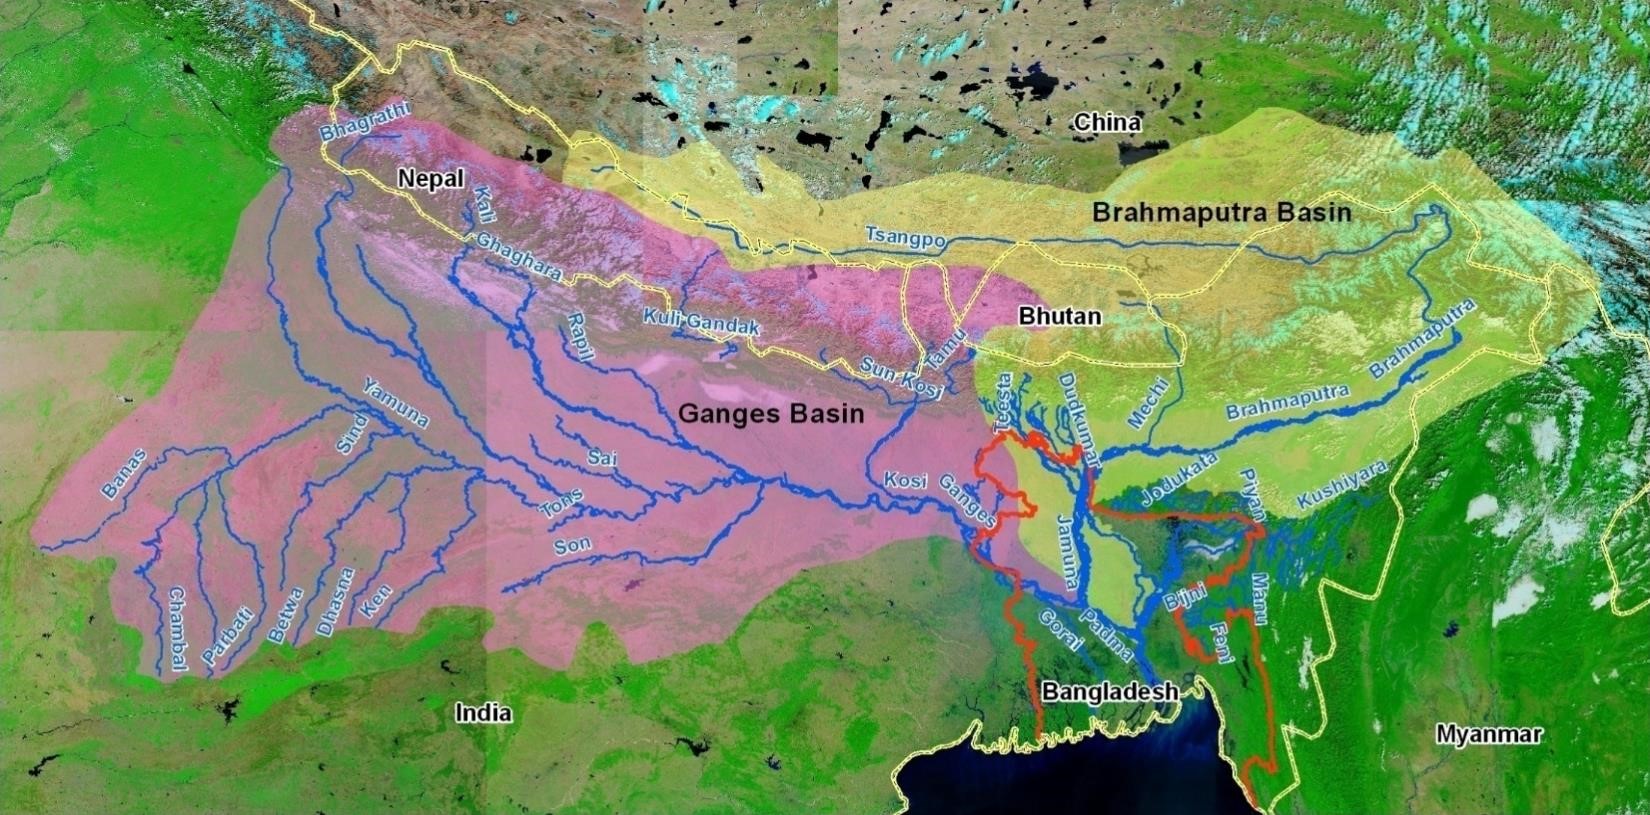 China
Bhagrathi
Nepal
Kali
Brahmaputra Basin
Tsangpo
Ghaghara
Bhutan
Kuli Gandak
Rapil
Tamu
Sun Kosi
Brahmaputra
Brahmaputra
Yamuna
Ganges Basin
Teesta
Dudkumar
Mechi
Sind
Banas
Sai
Kosi
Ganges
Jodukata
Piyan
Kushiyara
Tons
Son
Jamuna
Chambal
Parbati
Betwa
Dhasna
Ken
Bijni
Manu
Gorai
Padma
Feni
Bangladesh
India
Myanmar